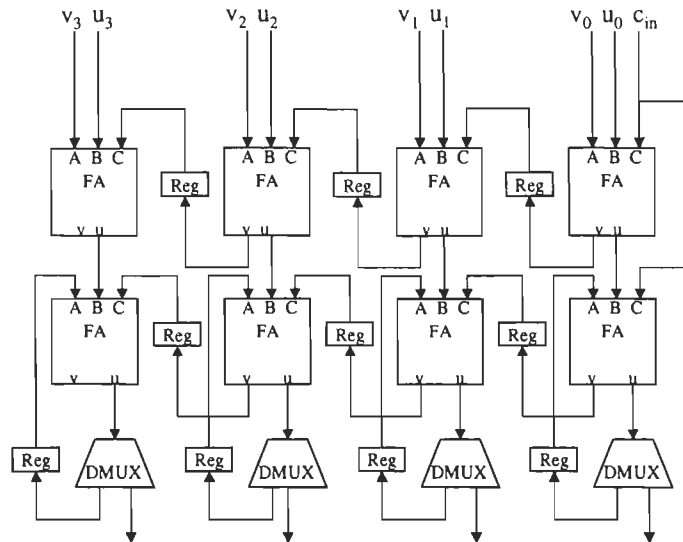 v3 u3 v2 u2 v1 u1 v0 u0 cin
A B C A B C A B C A B C
FA Reg FA Reg FA Reg FA
v u v u v u v u
A B C A B C A B C A B C
FA Reg FA Reg FA Reg FA
v u v u v u v u
Reg DMUX Reg DMUX Reg DMUX Reg DMUX